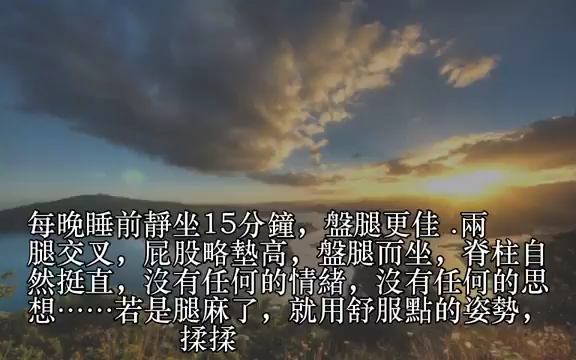 每晚睡前靜坐15分鐘，盤腿更佳 .兩
腿交叉，屁股略墊高，盤腿而坐，脊柱自
然挺直，沒有任何的情緒，沒有任何的思
想……若是腿麻了，就用舒服點的姿勢，
揉揉